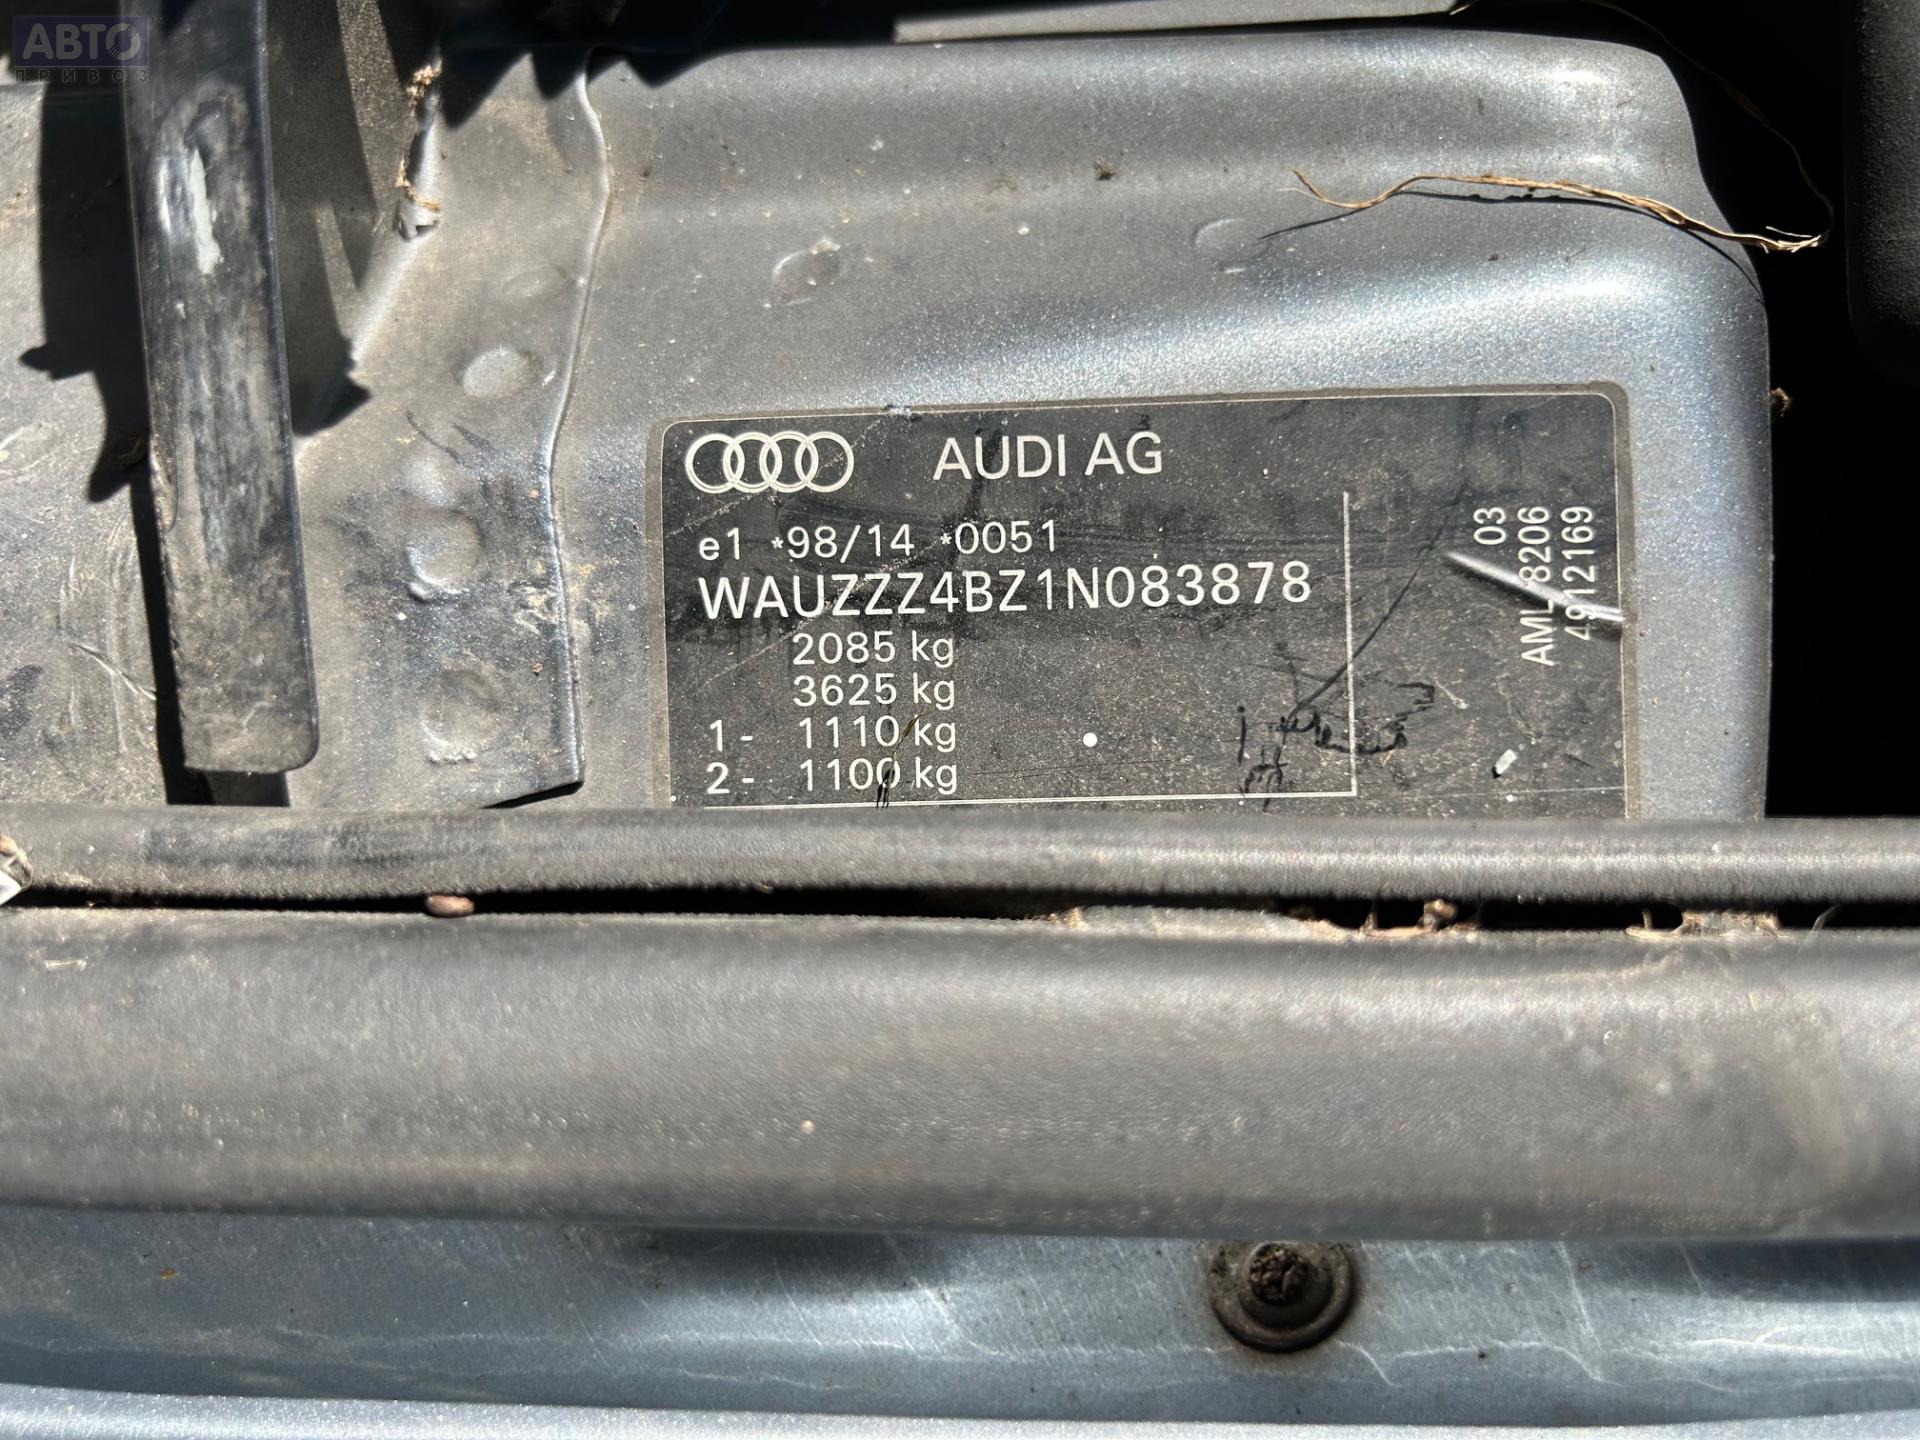 АВТО
ПРИВОЗ
AUDI AG
e1 *98/14 *0051
WAUZZZ4BZ1N083878
2085 kg
3625 kg
1- 1110 kg
2- 1100 kg
03
AML-8206
4912169